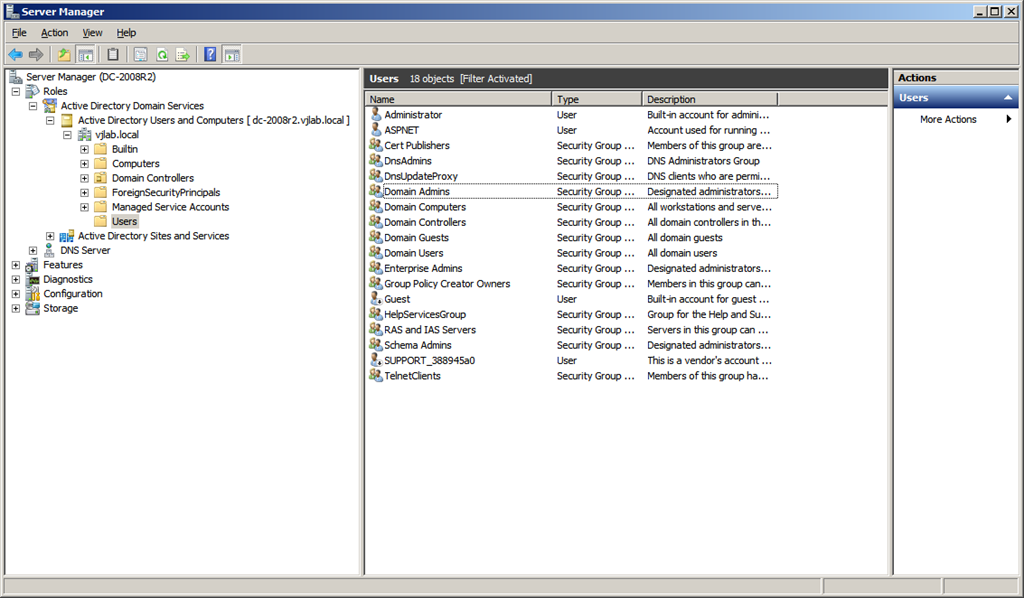 Server Manager
File Action View Help
Server Manager (DC-2008R2)
Roles
Active Directory Domain Services
Active Directory Users and Computers [ dc-2008r2.vjlab.local ]
vjlab.local
Builtin
Computers
Domain Controllers
ForeignSecurityPrincipals
Managed Service Accounts
Users
Active Directory Sites and Services
DNS Server
Features
Diagnostics
Configuration
Storage
Users 18 objects [Filter Activated]
Name Type Description
Administrator User Built-in account for admini...
ASPNET User Account used for running ...
Cert Publishers Security Group ... Members of this group are...
DnsAdmins Security Group ... DNS Administrators Group
DnsUpdateProxy Security Group ... DNS clients who are permi...
Domain Admins Security Group ... Designated administrators...
Domain Computers Security Group ... All workstations and serve...
Domain Controllers Security Group ... All domain controllers in th...
Domain Guests Security Group ... All domain guests
Domain Users Security Group ... All domain users
Enterprise Admins Security Group ... Designated administrators...
Group Policy Creator Owners Security Group ... Members in this group can...
Guest User Built-in account for guest ...
HelpServicesGroup Security Group ... Group for the Help and Su...
RAS and IAS Servers Security Group ... Servers in this group can ...
Schema Admins Security Group ... Designated administrators...
SUPPORT_388945a0 User This is a vendor's account ...
TelnetClients Security Group ... Members of this group ha...
Actions
Users
More Actions